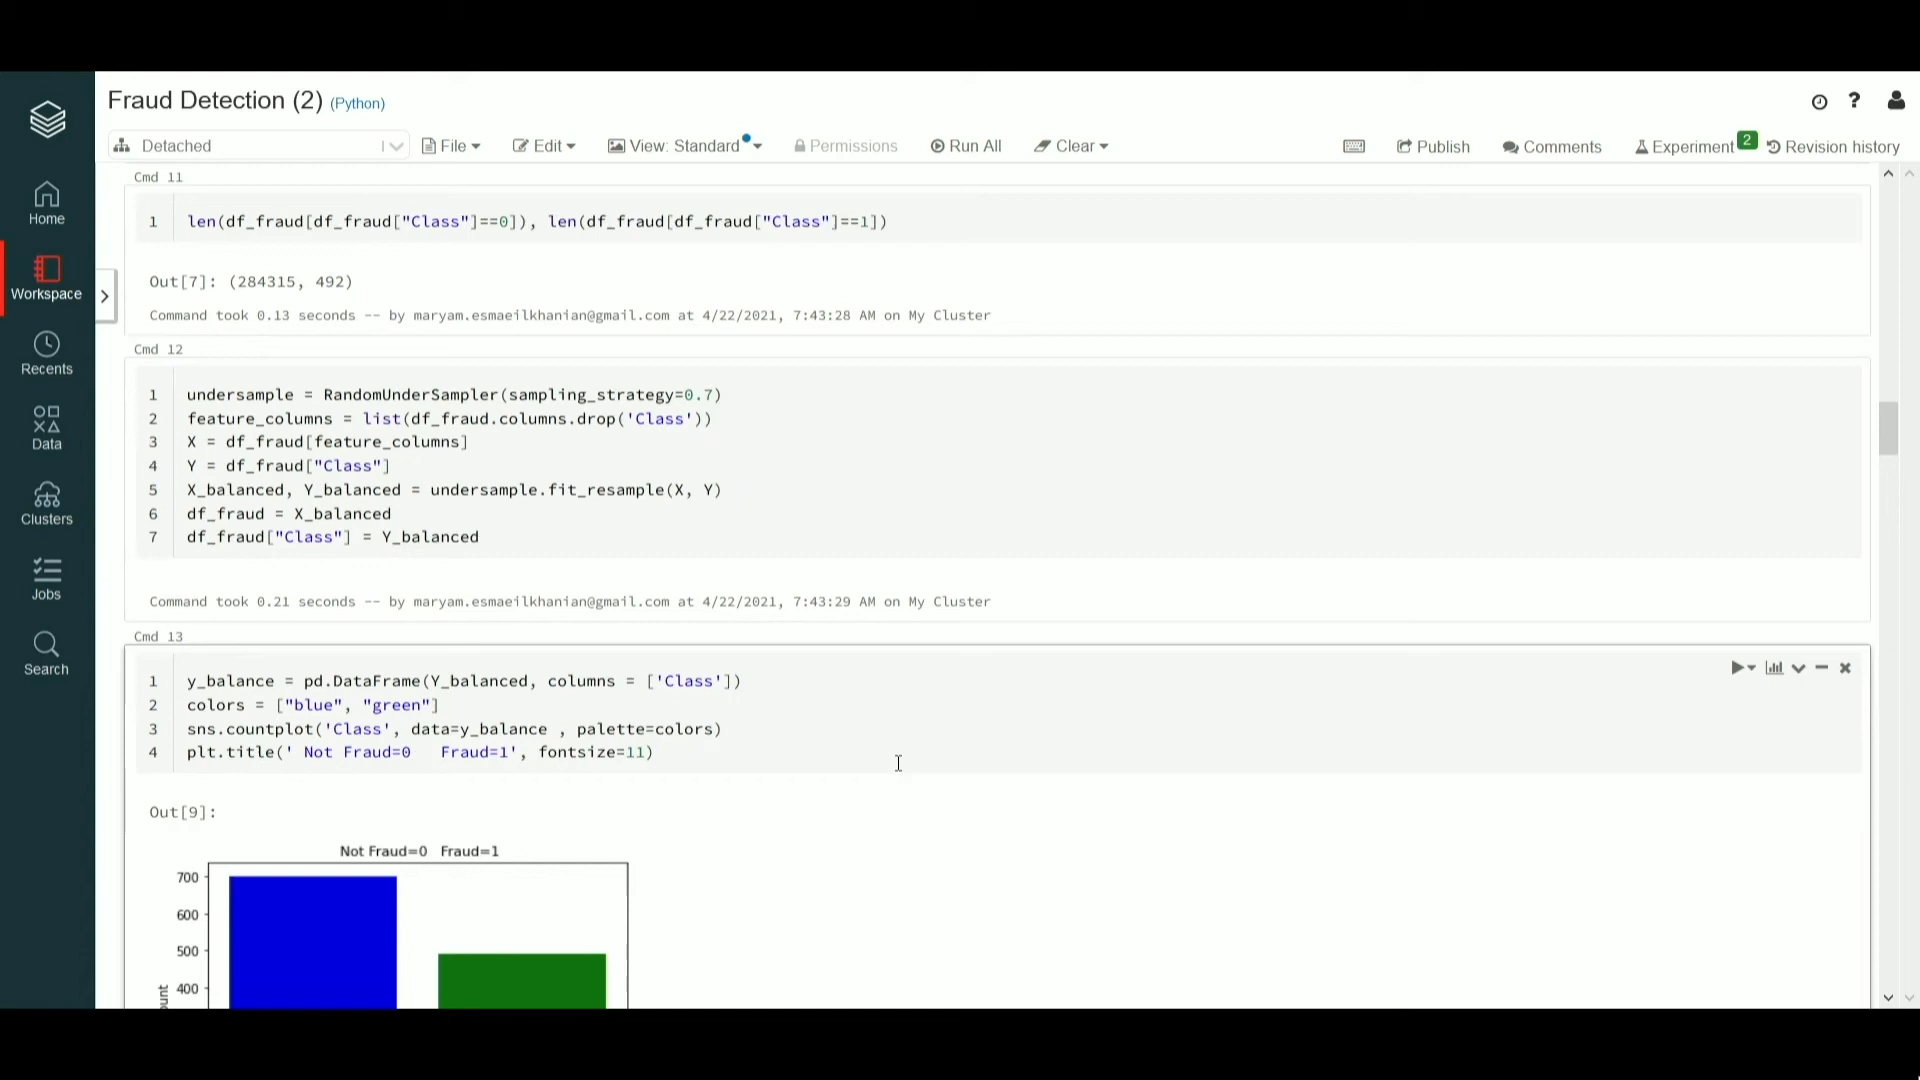 Fraud Detection (2) (Python)
Detached
File
Edit
View: Standard
Permissions
Run All
Clear
Publish
Comments
Experiment 2
Revision history
Home
Workspace
Recents
Data
Clusters
Jobs
Search
Cmd 11
1 len(df_fraud[df_fraud["Class"]==0]), len(df_fraud[df_fraud["Class"]==1])
Out[7]: (284315, 492)
Command took 0.13 seconds -- by maryam.esmaeilkhanian@gmail.com at 4/22/2021, 7:43:28 AM on My Cluster
Cmd 12
1 undersample = RandomUnderSampler(sampling_strategy=0.7)
2 feature_columns = list(df_fraud.columns.drop('Class'))
3 X = df_fraud[feature_columns]
4 Y = df_fraud["Class"]
5 X_balanced, Y_balanced = undersample.fit_resample(X, Y)
6 df_fraud = X_balanced
7 df_fraud["Class"] = Y_balanced
Command took 0.21 seconds -- by maryam.esmaeilkhanian@gmail.com at 4/22/2021, 7:43:29 AM on My Cluster
Cmd 13
1 y_balance = pd.DataFrame(Y_balanced, columns = ['Class'])
2 colors = ["blue", "green"]
3 sns.countplot('Class', data=y_balance , palette=colors)
4 plt.title(' Not Fraud=0   Fraud=1', fontsize=11)
Out[9]:
Not Fraud=0   Fraud=1
700
600
500
400